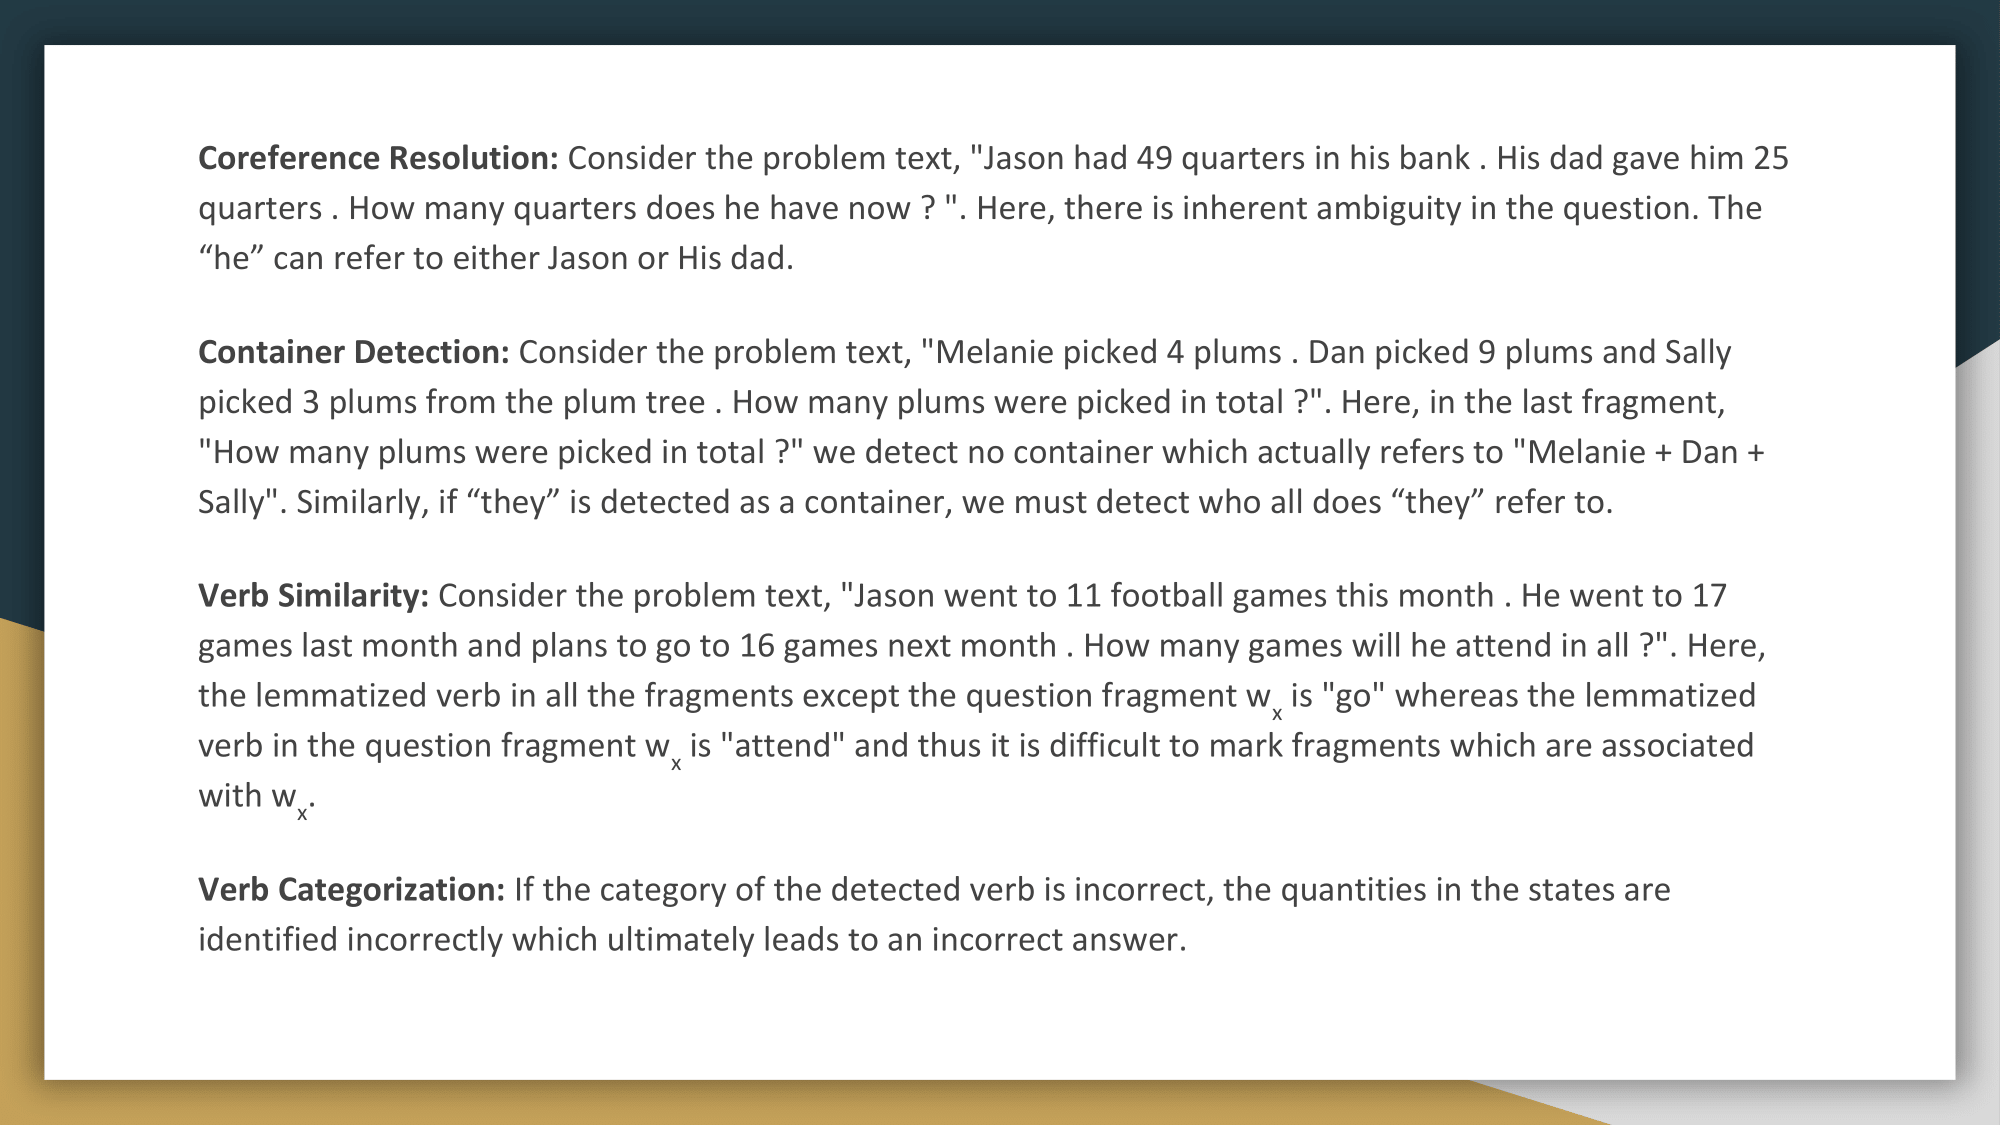 Coreference Resolution: Consider the problem text, "Jason had 49 quarters in his bank . His dad gave him 25
quarters . How many quarters does he have now ? ". Here, there is inherent ambiguity in the question. The
“he” can refer to either Jason or His dad.
Container Detection: Consider the problem text, "Melanie picked 4 plums . Dan picked 9 plums and Sally
picked 3 plums from the plum tree . How many plums were picked in total ?". Here, in the last fragment,
"How many plums were picked in total ?" we detect no container which actually refers to "Melanie + Dan +
Sally". Similarly, if “they” is detected as a container, we must detect who all does “they” refer to.
Verb Similarity: Consider the problem text, "Jason went to 11 football games this month . He went to 17
games last month and plans to go to 16 games next month . How many games will he attend in all ?". Here,
the lemmatized verb in all the fragments except the question fragment wx is "go" whereas the lemmatized
verb in the question fragment wx is "attend" and thus it is difficult to mark fragments which are associated
with wx.
Verb Categorization: If the category of the detected verb is incorrect, the quantities in the states are
identified incorrectly which ultimately leads to an incorrect answer.